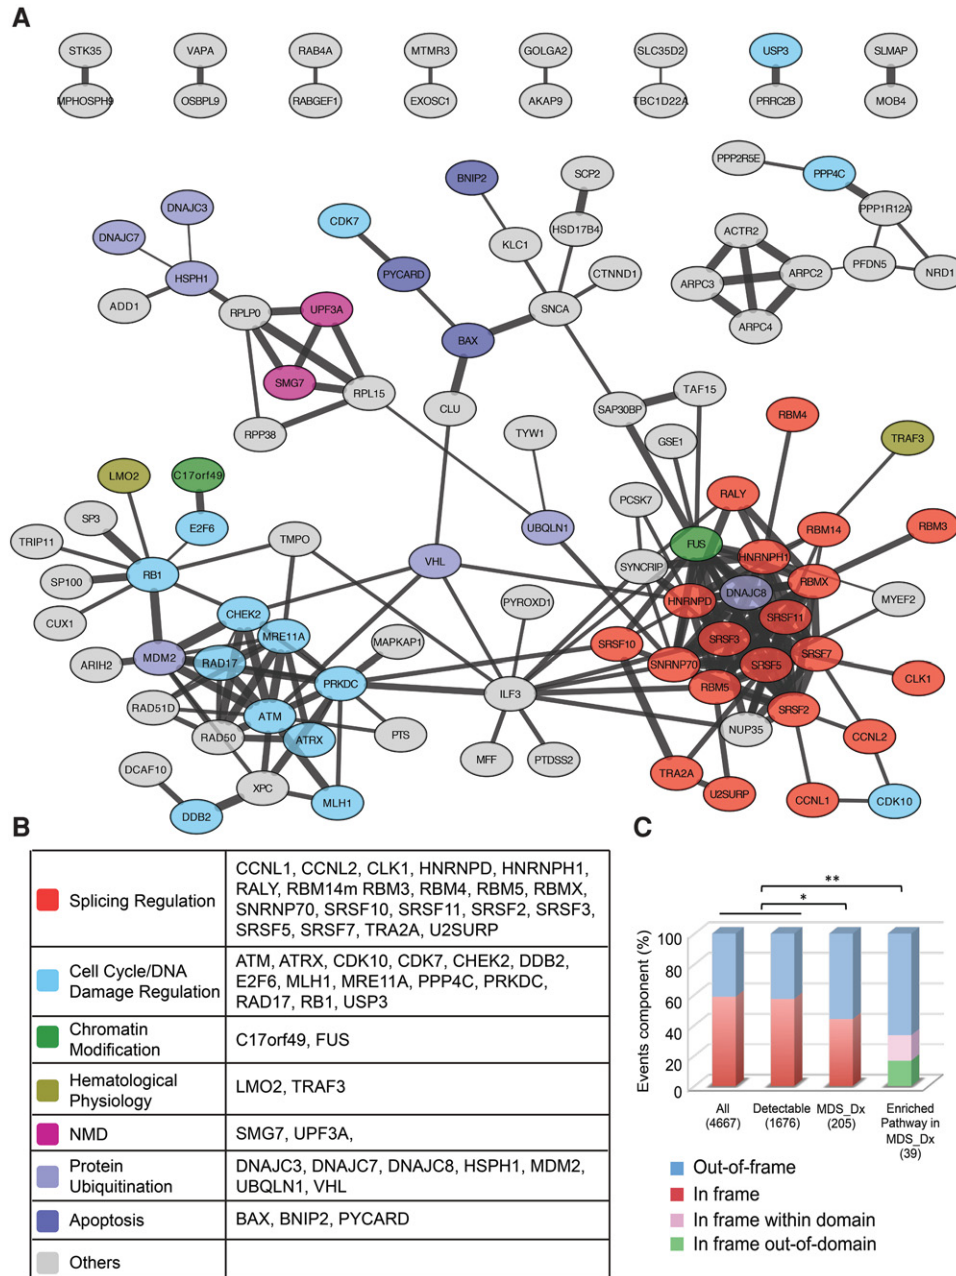 A
STK35 VAPA RAB4A MTMR3 GOLGA2 SLC35D2 USP3 SLMAP
MPHOSPH9 OSBPL9 RABGEF1 EXOSC1 AKAP9 TBC1D22A PRRC2B MOB4
PPP2R5E
BNIP2 SCP2 PPP4C
DNAJC3 PPP1R12A
CDK7 HSD17B4 ACTR2
DNAJC7 KLC1
HSPH1 PYCARD CTNND1 ARPC2 PFDN5 NRD1
ARPC3
ADD1 RPLP0 UPF3A SNCA
ARPC4
BAX
SMG7 RPL15 TAF15
CLU SAP30BP
RPP38 TYW1 GSE1 RBM4 TRAF3
LMO2 C17orf49
PCSK7 RALY
SP3 E2F6 UBQLN1 RBM14 RBM3
TRIP11 TMPO FUS
HNRNPH1
RB1 VHL SYNCRIP
SP100 DNAJC8 RBMX
PYROXD1 HNRNPD MYEF2
CUX1 CHEK2 SRSF11
MRE11A MAPKAP1 SRSF10 SRSF3
ARIH2 MDM2 RAD17 SNRNP70 SRSF5 SRSF7
PRKDC ILF3 RBM5 CLK1
RAD51D ATM SRSF2
RAD50 ATRX PTS NUP35 CCNL2
DCAF10 MFF PTDSS2
XPC TRA2A
DDB2 MLH1 U2SURP CCNL1 CDK10
B
Splicing Regulation
CCNL1, CCNL2, CLK1, HNRNPD, HNRNPH1,
RALY, RBM14m RBM3, RBM4, RBM5, RBMX,
SNRNP70, SRSF10, SRSF11, SRSF2, SRSF3,
SRSF5, SRSF7, TRA2A, U2SURP
Cell Cycle/DNA
Damage Regulation
ATM, ATRX, CDK10, CDK7, CHEK2, DDB2,
E2F6, MLH1, MRE11A, PPP4C, PRKDC,
RAD17, RB1, USP3
Chromatin
Modification
C17orf49, FUS
Hematological
Physiology
LMO2, TRAF3
NMD
SMG7, UPF3A,
Protein
Ubiquitination
DNAJC3, DNAJC7, DNAJC8, HSPH1, MDM2,
UBQLN1, VHL
Apoptosis
BAX, BNIP2, PYCARD
Others
C
**
*
Events component (%)
100
80
60
40
20
0
All
(4667)
Detectable
(1676)
MDS_Dx
(205)
Enriched
Pathway in
MDS_Dx
(39)
Out-of-frame
In frame
In frame within domain
In frame out-of-domain